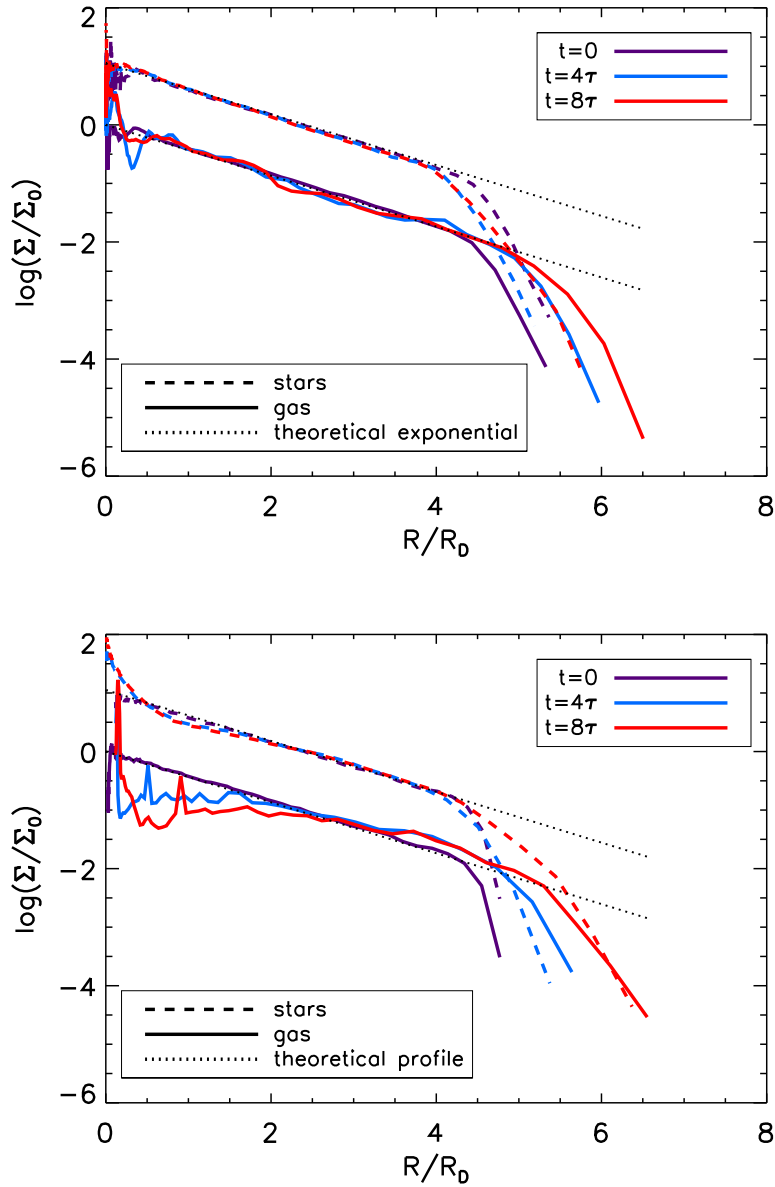 2
0
−2
−4
−6
log(Σ/Σ₀)
t=0
t=4τ
t=8τ
stars
gas
theoretical exponential
0 2 4 6 8
R/R_D
2
0
−2
−4
−6
log(Σ/Σ₀)
t=0
t=4τ
t=8τ
stars
gas
theoretical profile
0 2 4 6 8
R/R_D